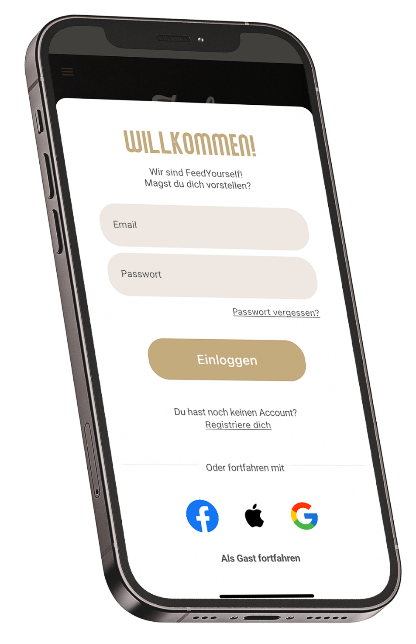 WILLKOMMEN!
Wir sind FeedYourself!
Magst du dich vorstellen?
Email
Passwort
Passwort vergessen?
Einloggen
Du hast noch keinen Account?
Registriere dich
Oder fortfahren mit
Als Gast fortfahren